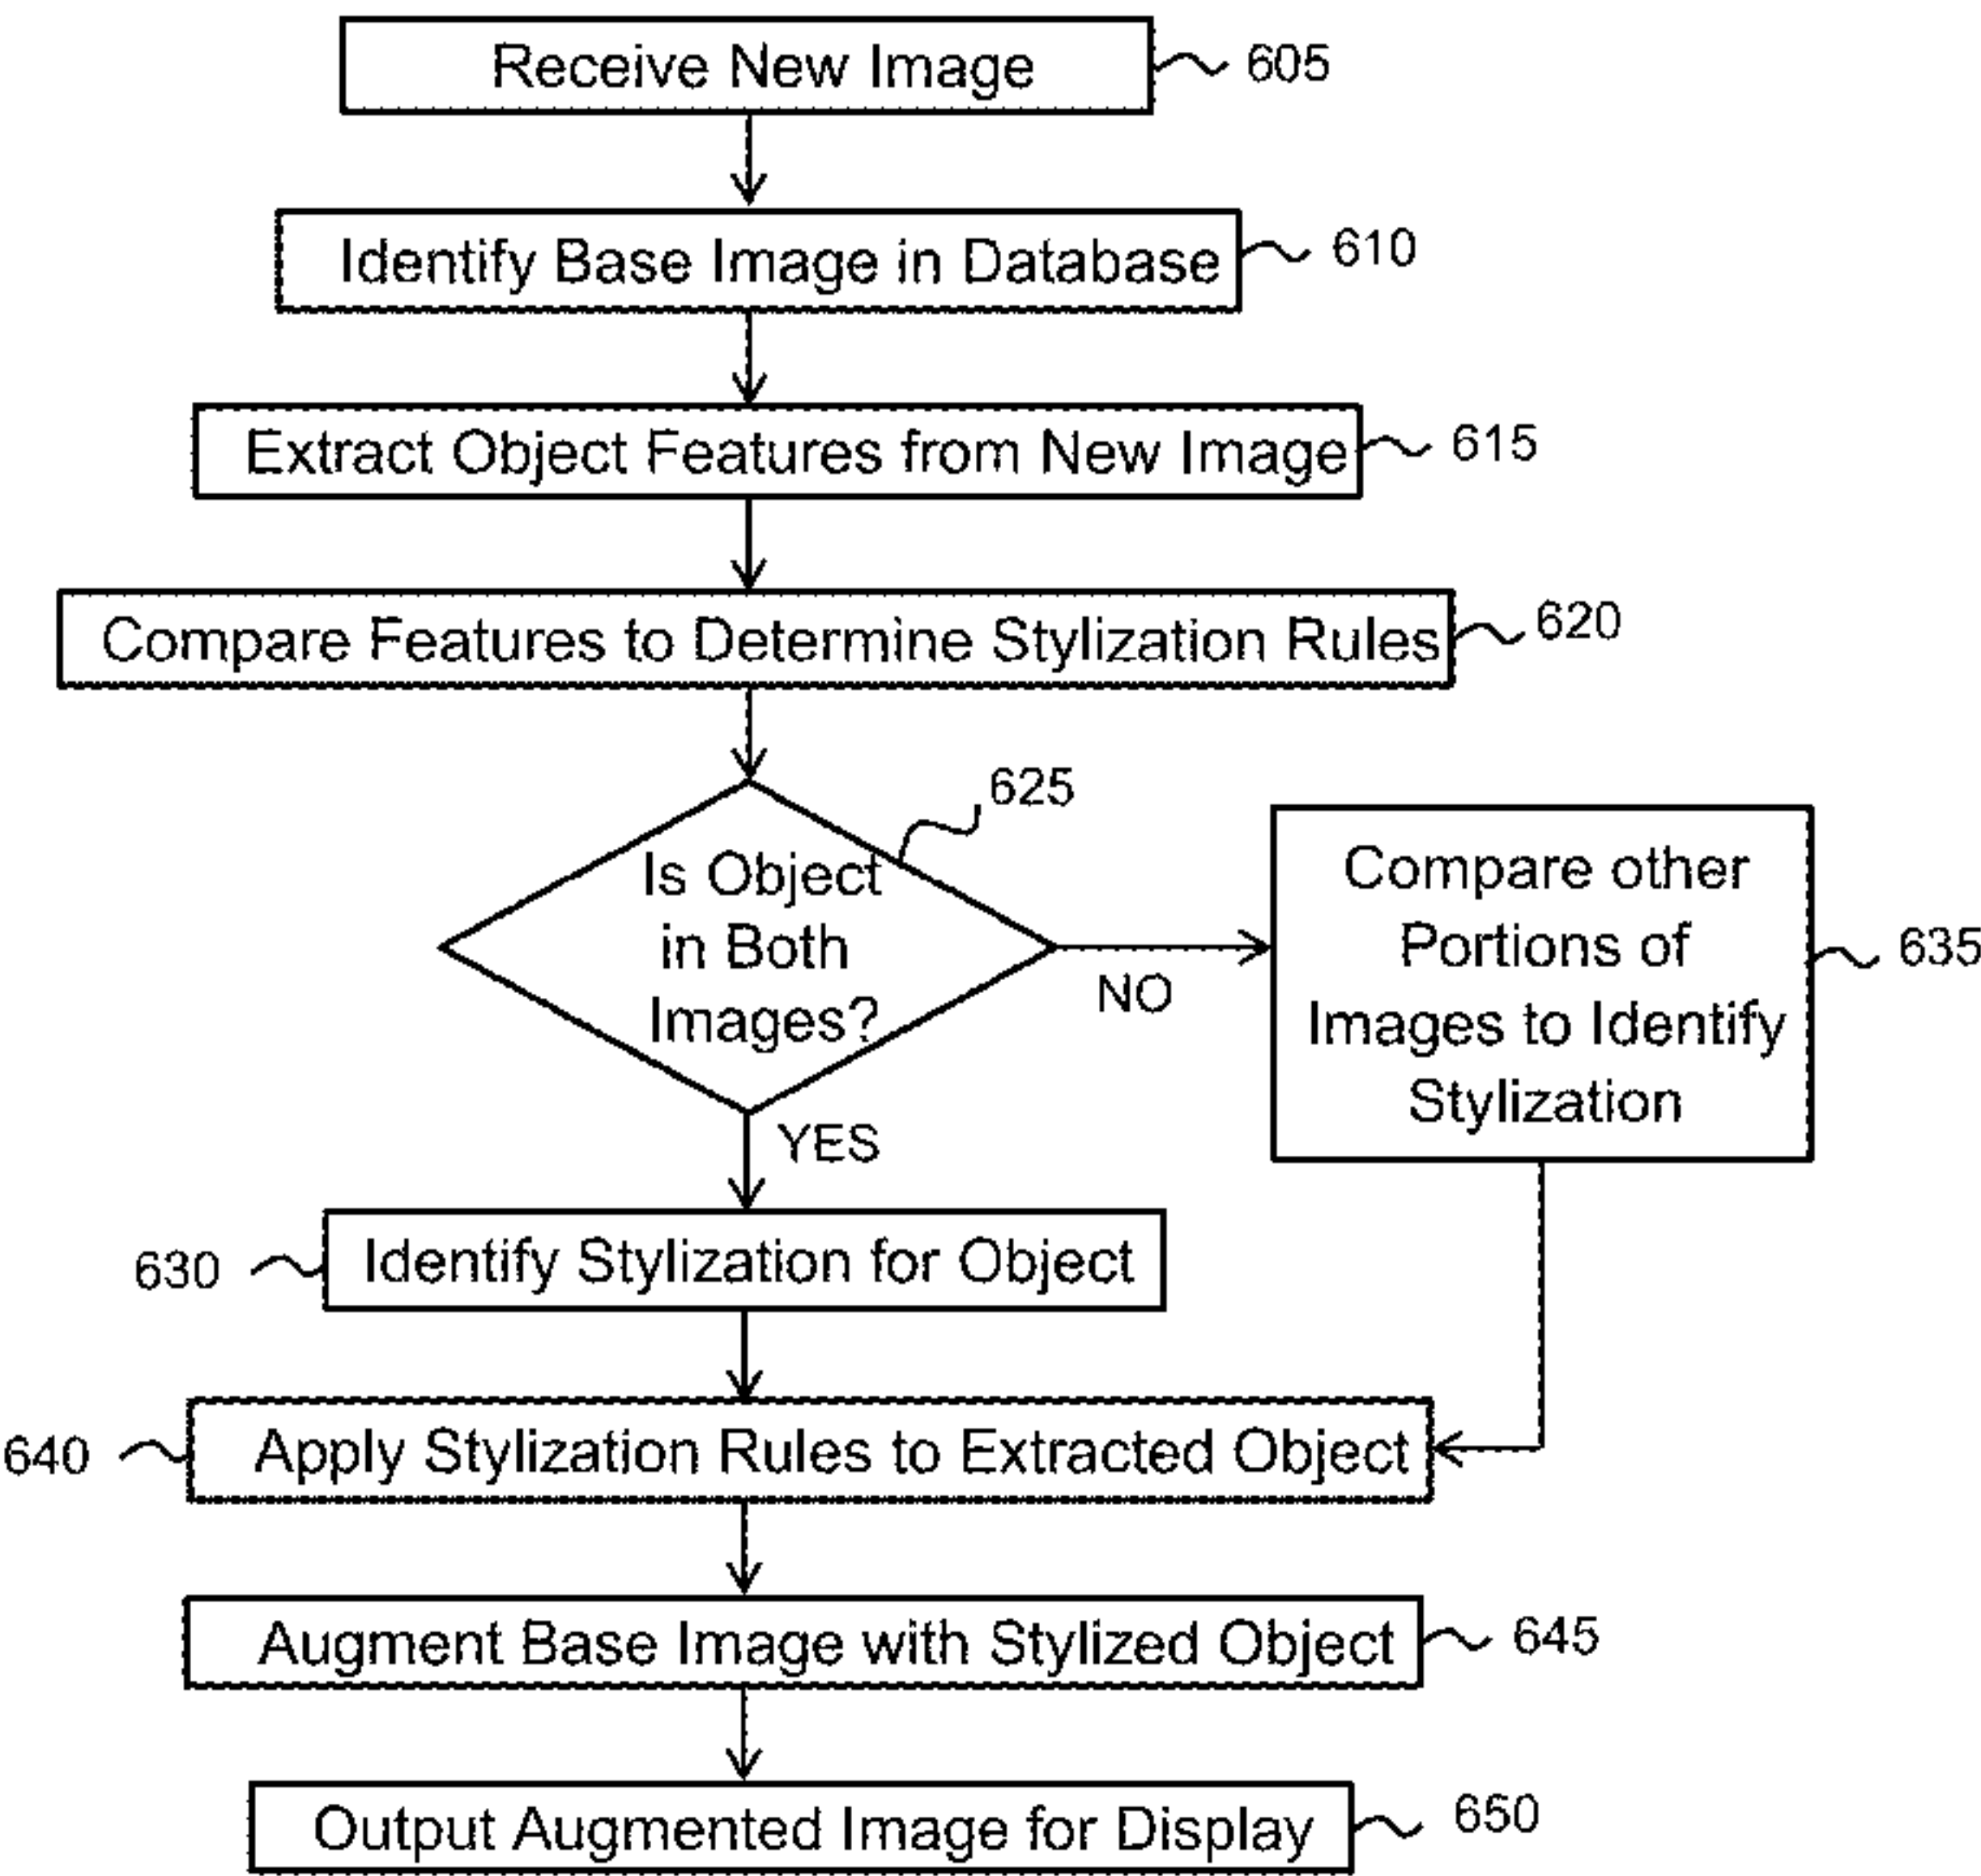 Receive New Image
605
Identify Base Image in Database
610
Extract Object Features from New Image
615
Compare Features to Determine Stylization Rules
620
625
Is Object
in Both
Images?
NO
Compare other
Portions of
Images to Identify
Stylization
635
YES
630
Identify Stylization for Object
640
Apply Stylization Rules to Extracted Object
Augment Base Image with Stylized Object
645
Output Augmented Image for Display
650